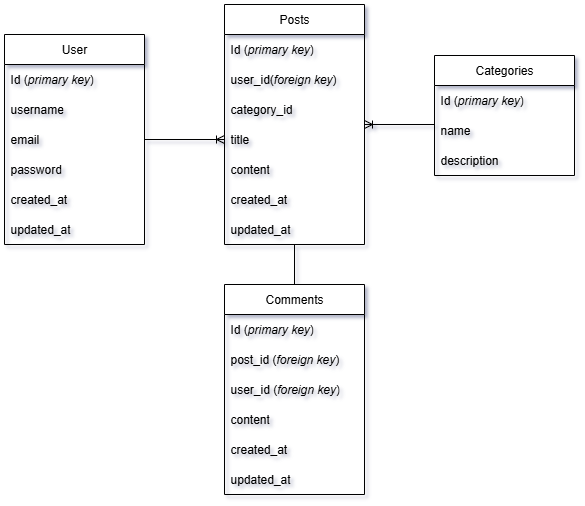 User
Id (primary key)
username
email
password
created_at
updated_at
Posts
Id (primary key)
user_id(foreign key)
category_id
title
content
created_at
updated_at
Categories
Id (primary key)
name
description
Comments
Id (primary key)
post_id (foreign key)
user_id (foreign key)
content
created_at
updated_at